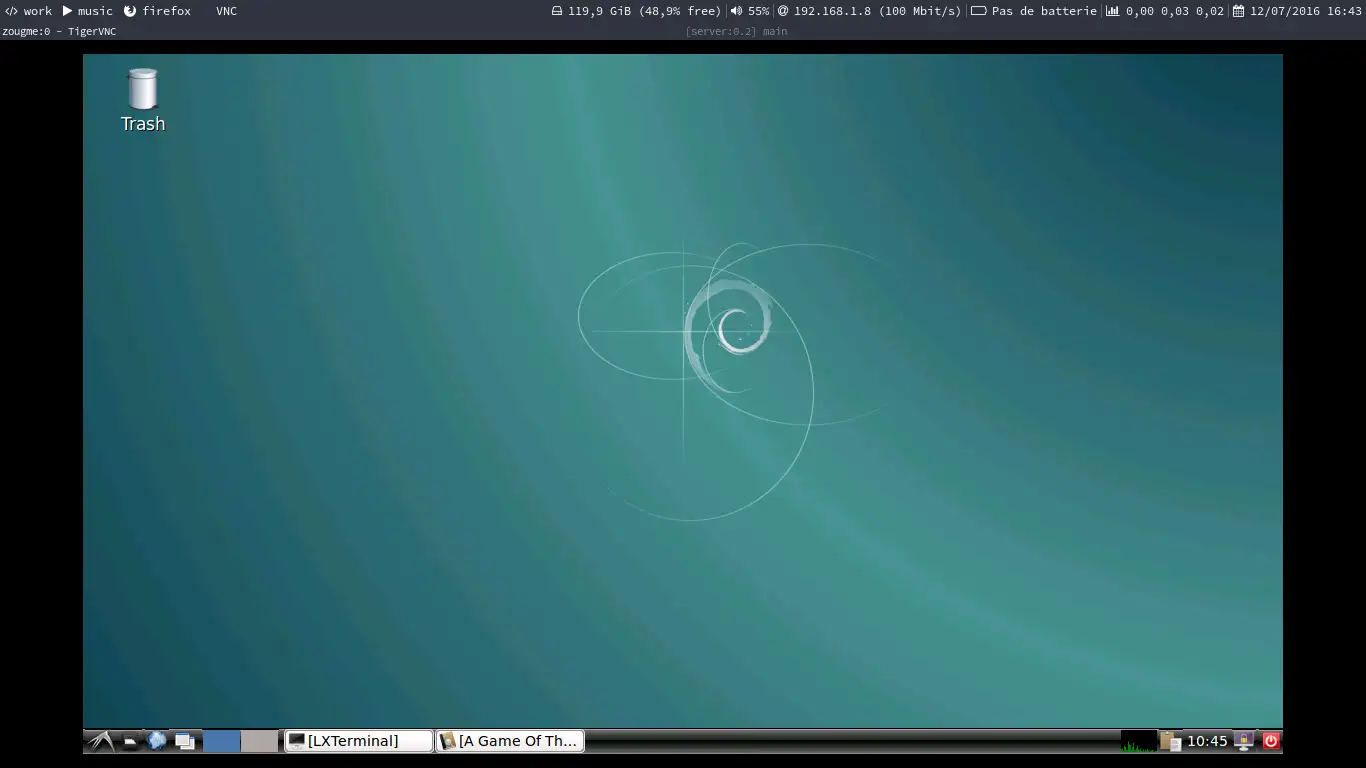 work music firefox VNC 119,9 GiB (48,9% free) 55% 192.168.1.8 (100 Mbit/s) Pas de batterie 0,00 0,03 0,02 12/07/2016 16:43
zougme:0 - TigerVNC [server:0.2] main
Trash
[LXTerminal] [A Game Of Th... 10:45